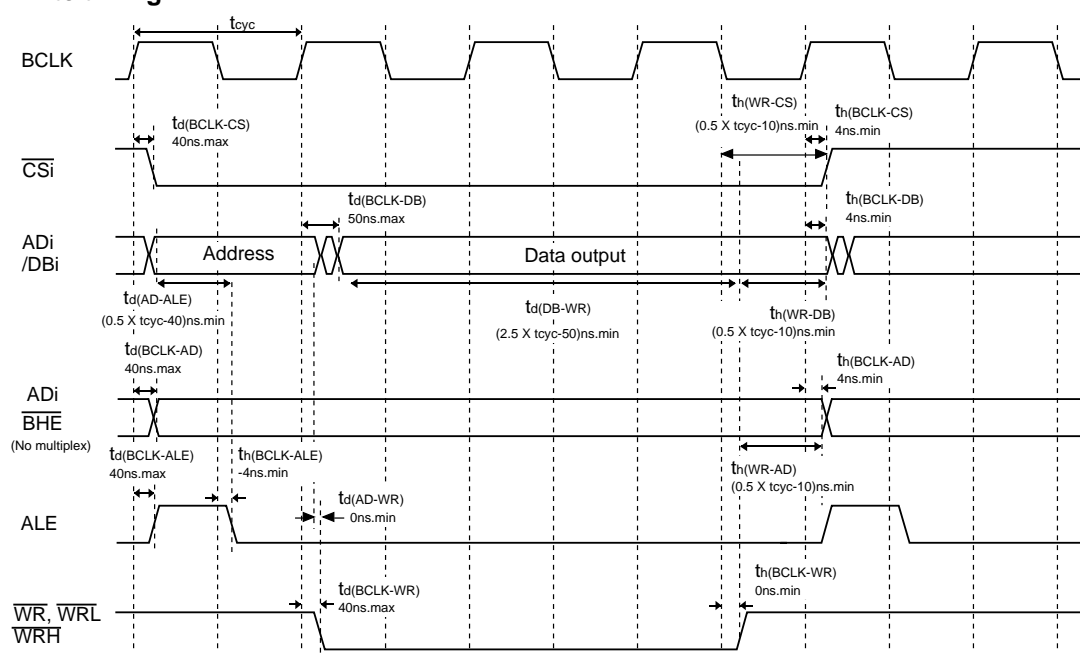 tcyc
BCLK
td(BCLK-CS)
40ns.max
th(WR-CS)
(0.5 X tcyc-10)ns.min
th(BCLK-CS)
4ns.min
CSi
td(BCLK-DB)
50ns.max
th(BCLK-DB)
4ns.min
ADi
/DBi
Address
Data output
td(AD-ALE)
(0.5 X tcyc-40)ns.min
td(DB-WR)
(2.5 X tcyc-50)ns.min
th(WR-DB)
(0.5 X tcyc-10)ns.min
td(BCLK-AD)
40ns.max
th(BCLK-AD)
4ns.min
ADi
BHE
(No multiplex)
td(BCLK-ALE)
40ns.max
th(BCLK-ALE)
-4ns.min
th(WR-AD)
(0.5 X tcyc-10)ns.min
td(AD-WR)
0ns.min
ALE
td(BCLK-WR)
40ns.max
th(BCLK-WR)
0ns.min
WR, WRL
WRH